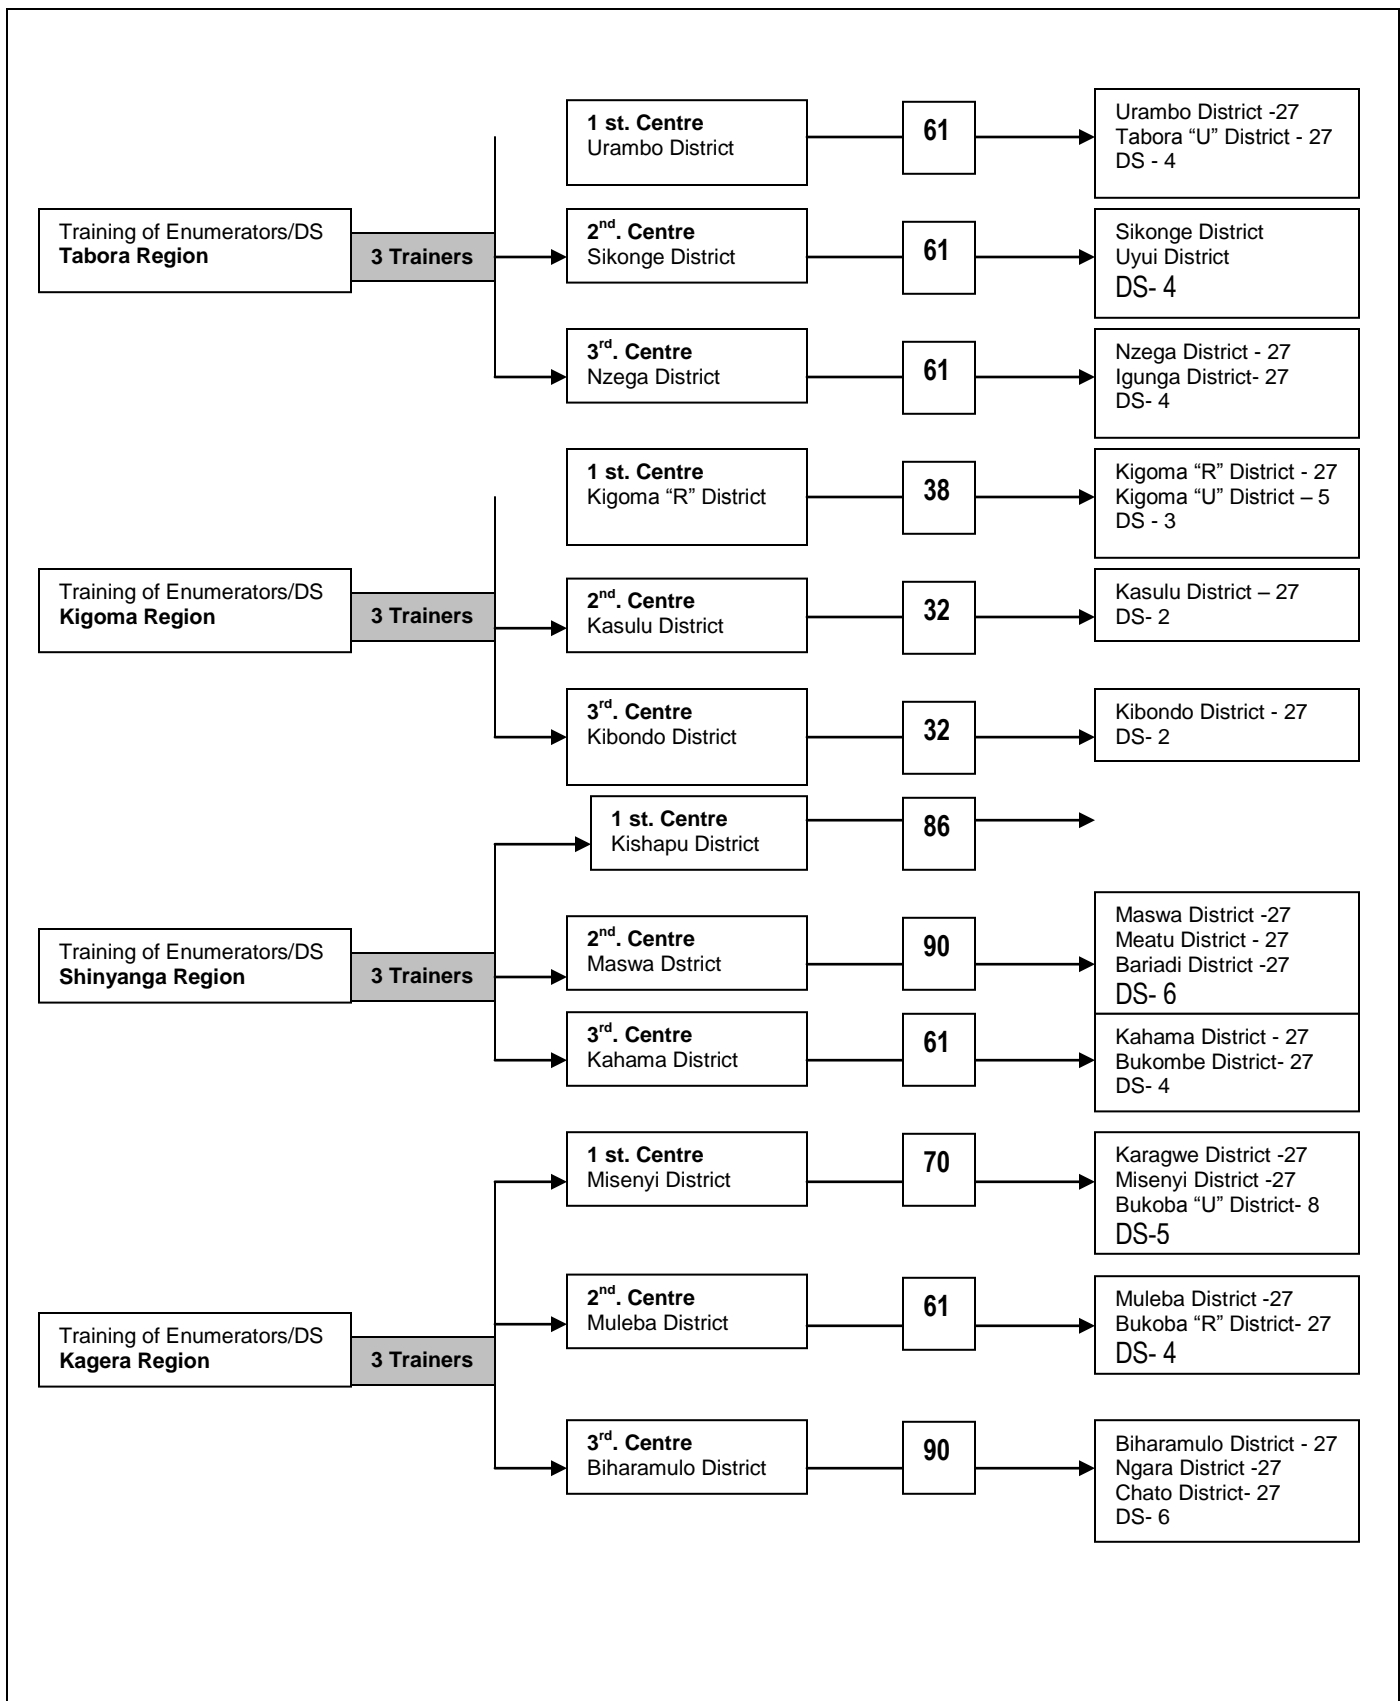 Training of Enumerators/DS
Tabora Region
3 Trainers
1 st. Centre
Urambo District
61
Urambo District -27
Tabora “U” District - 27
DS - 4
2nd. Centre
Sikonge District
61
Sikonge District
Uyui District
DS- 4
3rd. Centre
Nzega District
61
Nzega District - 27
Igunga District- 27
DS- 4
Training of Enumerators/DS
Kigoma Region
3 Trainers
1 st. Centre
Kigoma “R” District
38
Kigoma “R” District - 27
Kigoma “U” District – 5
DS - 3
2nd. Centre
Kasulu District
32
Kasulu District – 27
DS- 2
3rd. Centre
Kibondo District
32
Kibondo District - 27
DS- 2
Training of Enumerators/DS
Shinyanga Region
3 Trainers
1 st. Centre
Kishapu District
86
2nd. Centre
Maswa Dstrict
90
Maswa District -27
Meatu District - 27
Bariadi District -27
DS- 6
3rd. Centre
Kahama District
61
Kahama District - 27
Bukombe District- 27
DS- 4
Training of Enumerators/DS
Kagera Region
3 Trainers
1 st. Centre
Misenyi District
70
Karagwe District -27
Misenyi District -27
Bukoba “U” District- 8
DS-5
2nd. Centre
Muleba District
61
Muleba District -27
Bukoba “R” District- 27
DS- 4
3rd. Centre
Biharamulo District
90
Biharamulo District - 27
Ngara District -27
Chato District- 27
DS- 6